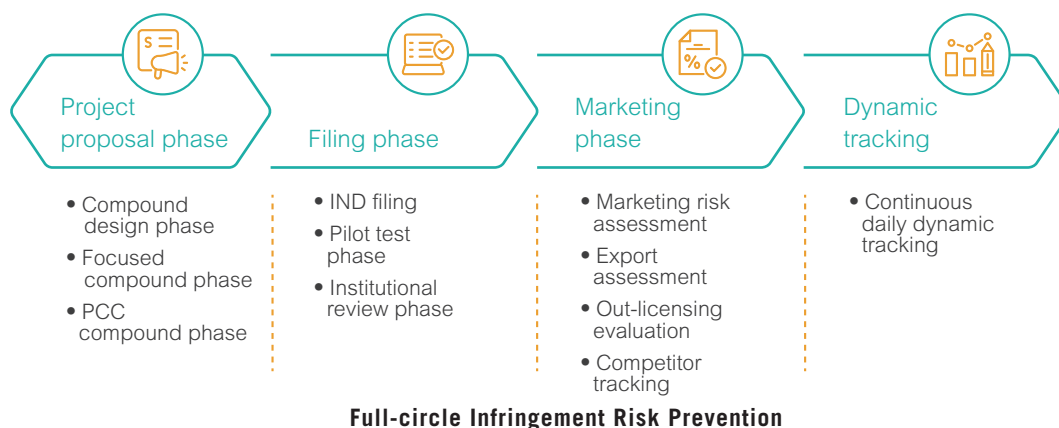 Project
proposal phase
Filing phase
Marketing
phase
Dynamic
tracking
• Compound
design phase
• Focused
compound phase
• PCC
compound phase
• IND filing
• Pilot test
phase
• Institutional
review phase
• Marketing risk
assessment
• Export
assessment
• Out-licensing
evaluation
• Competitor
tracking
• Continuous
daily dynamic
tracking
Full-circle Infringement Risk Prevention